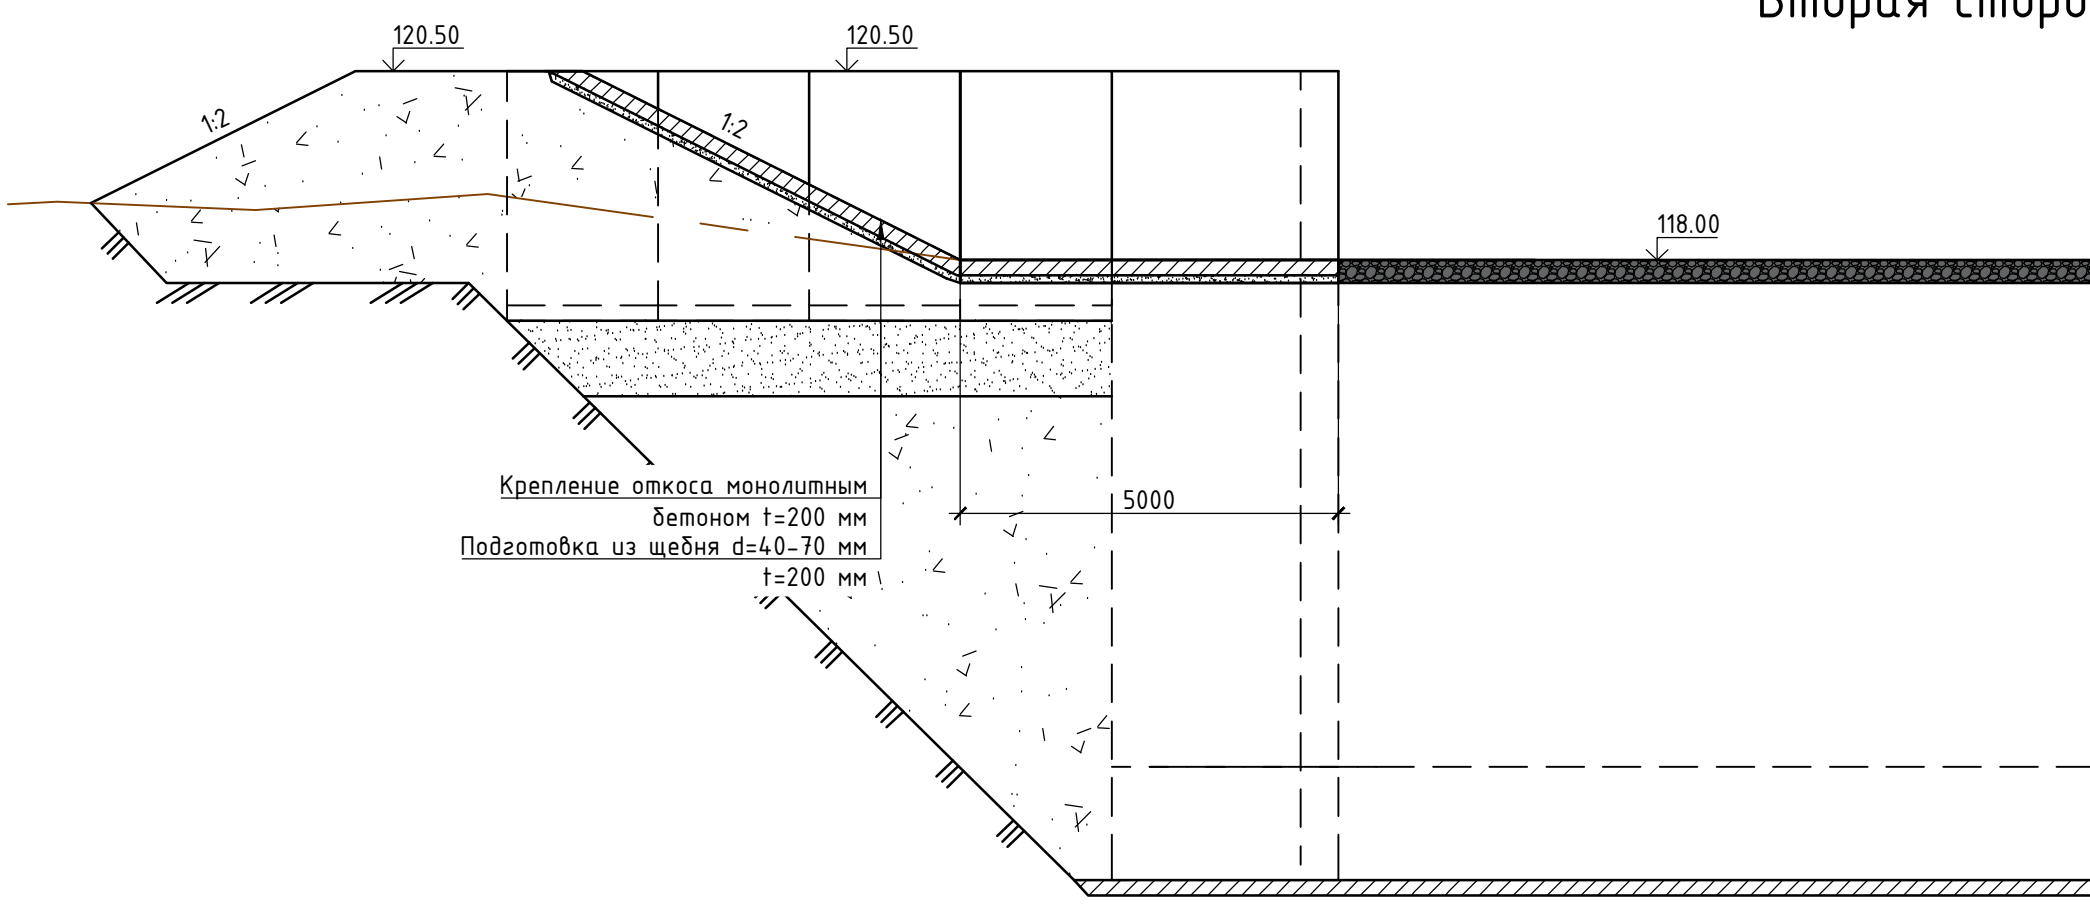 120.50
120.50
1:2
1:2
118.00
Крепление откоса монолитным
бетоном t=200 мм
Подготовка из щебня d=40-70 мм
t=200 мм
5000